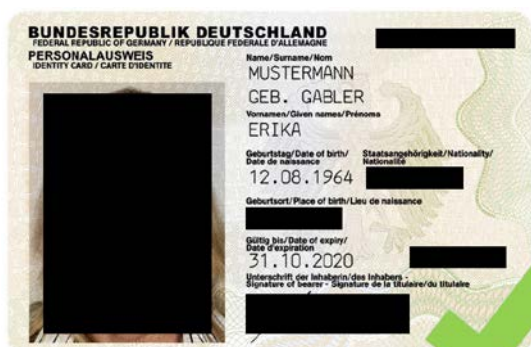 BUNDESREPUBLIK DEUTSCHLAND
FEDERAL REPUBLIC OF GERMANY / REPUBLIQUE FEDERALE D'ALLEMAGNE
PERSONALAUSWEIS
IDENTITY CARD / CARTE D'IDENTITE
Name/Surname/Nom
MUSTERMANN
GEB. GABLER
Vornamen/Given names/Prénoms
ERIKA
Geburtstag/Date of birth/
Date de naissance
Staatsangehörigkeit/Nationality/
Nationalité
12.08.1964
Geburtsort/Place of birth/Lieu de naissance
Gültig bis/Date of expiry/
Date d'expiration
31.10.2020
Unterschrift der Inhaberin/des Inhabers -
Signature of bearer - Signature de la titulaire/du titulaire